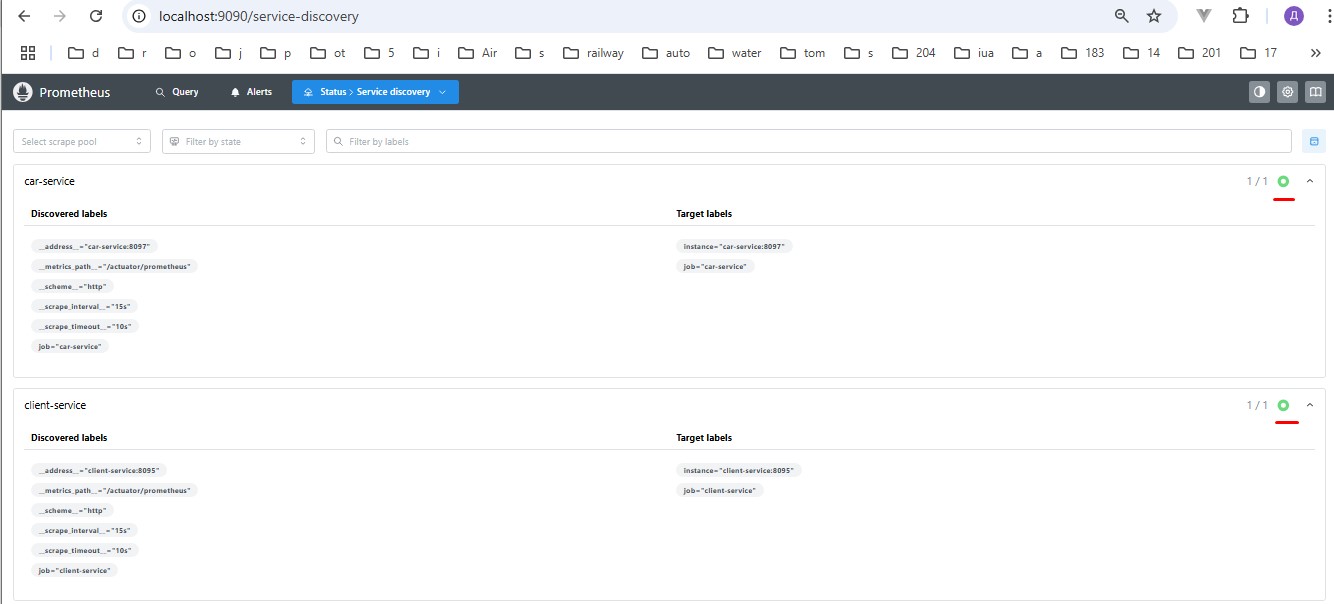 localhost:9090/service-discovery
Д
d r o j p ot 5 i Air s railway auto water tom s 204 iua a 183 14 201 17 »
Prometheus Query Alerts Status > Service discovery
Select scrape pool Filter by state Filter by labels
car-service 1 / 1
Discovered labels Target labels
__address__="car-service:8097" instance="car-service:8097"
__metrics_path__="/actuator/prometheus" job="car-service"
__scheme__="http"
__scrape_interval__="15s"
__scrape_timeout__="10s"
job="car-service"
client-service 1 / 1
Discovered labels Target labels
__address__="client-service:8095" instance="client-service:8095"
__metrics_path__="/actuator/prometheus" job="client-service"
__scheme__="http"
__scrape_interval__="15s"
__scrape_timeout__="10s"
job="client-service"